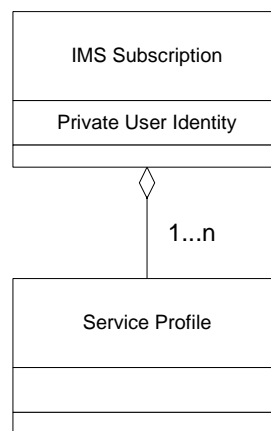 IMS Subscription
Private User Identity
1...n
Service Profile